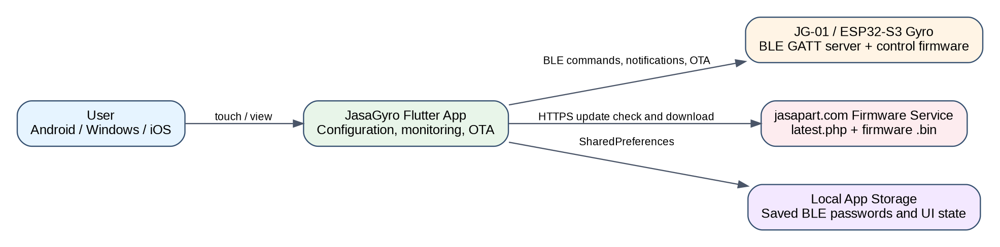 User
Android / Windows / iOS
touch / view
JasaGyro Flutter App
Configuration, monitoring, OTA
BLE commands, notifications, OTA
JG-01 / ESP32-S3 Gyro
BLE GATT server + control firmware
HTTPS update check and download
jasapart.com Firmware Service
latest.php + firmware .bin
SharedPreferences
Local App Storage
Saved BLE passwords and UI state